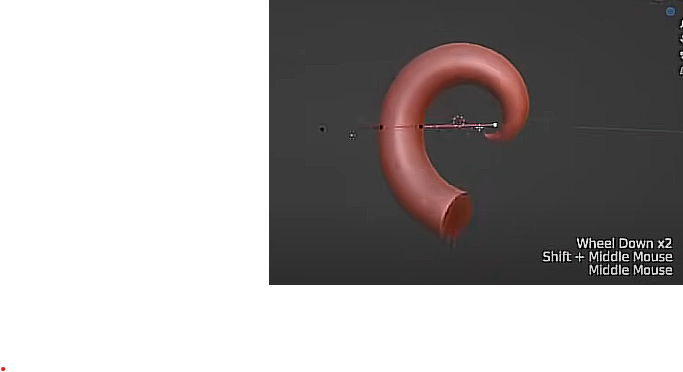 Wheel Down x2
Shift + Middle Mouse
Middle Mouse